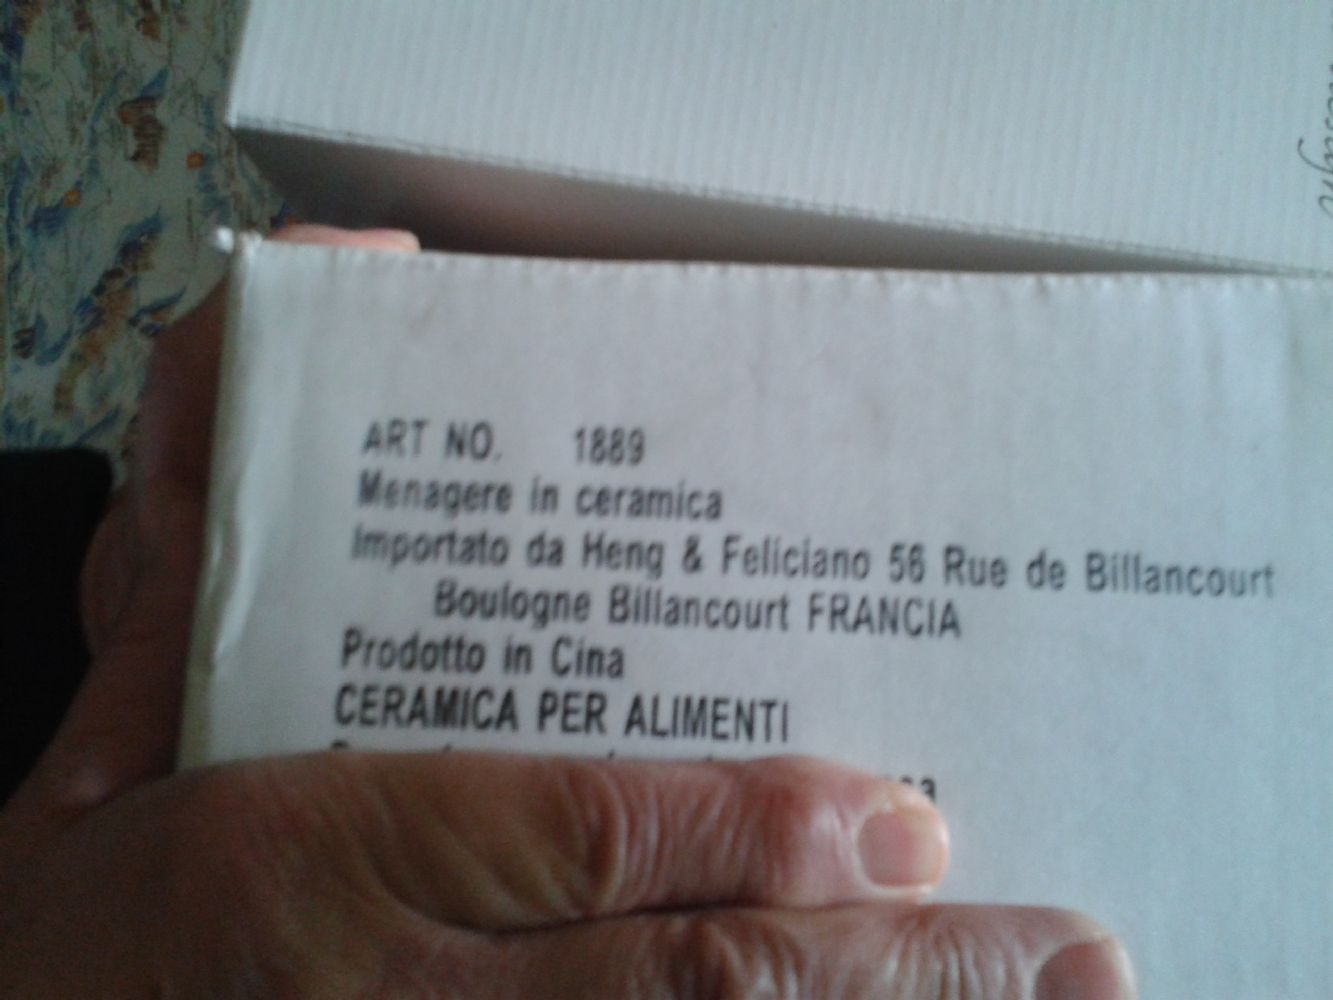 ART NO. 1889
Menagere in ceramica
Importato da Heng & Feliciano 56 Rue de Billancourt
Boulogne Billancourt FRANCIA
Prodotto in Cina
CERAMICA PER ALIMENTI